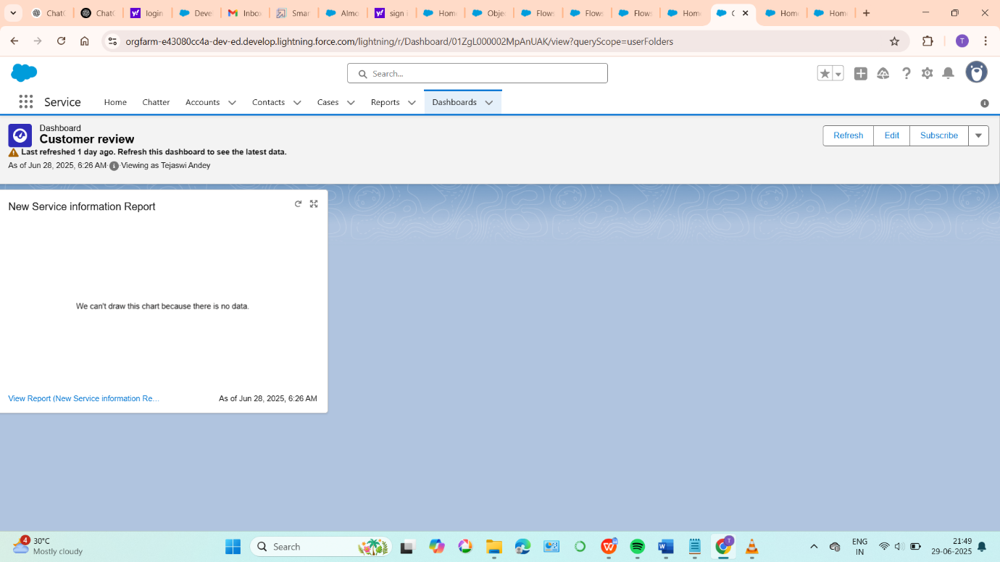 ChatG
ChatG
login
Deve
Inbo
Smar
Almo
sign i
Home
Objec
Flows
Flows
Flows
Home
C
Home
Home
orgfarm-e43080cc4a-dev-ed.develop.lightning.force.com/lightning/r/Dashboard/01ZgL000002MpAnUAK/view?queryScope=userFolders
T
Search...
Service
Home
Chatter
Accounts
Contacts
Cases
Reports
Dashboards
Dashboard
Customer review
Last refreshed 1 day ago. Refresh this dashboard to see the latest data.
As of Jun 28, 2025, 6:26 AM·Viewing as Tejaswi Andey
Refresh
Edit
Subscribe
New Service information Report
We can't draw this chart because there is no data.
View Report (New Service information Re...
As of Jun 28, 2025, 6:26 AM
4
30°C
Mostly cloudy
Search
T
ENG
IN
21:49
29-06-2025